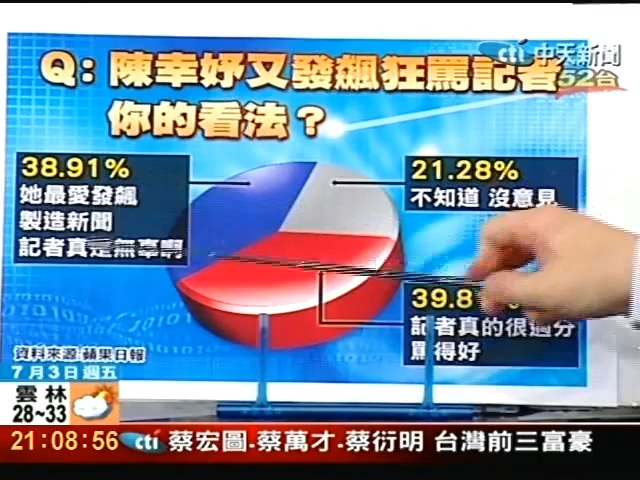 Q：陳幸妤又發飆狂罵記者
你的看法？
cti 中天新聞
52台
38.91%
她最愛發飆
製造新聞
記者真是無辜啊
21.28%
不知道 沒意見
39.8
記者真的很過分
罵得好
資料來源 蘋果日報
7月3日週五
雲林
28~33
21:08:56 cti 蔡宏圖.蔡萬才.蔡衍明 台灣前三富豪